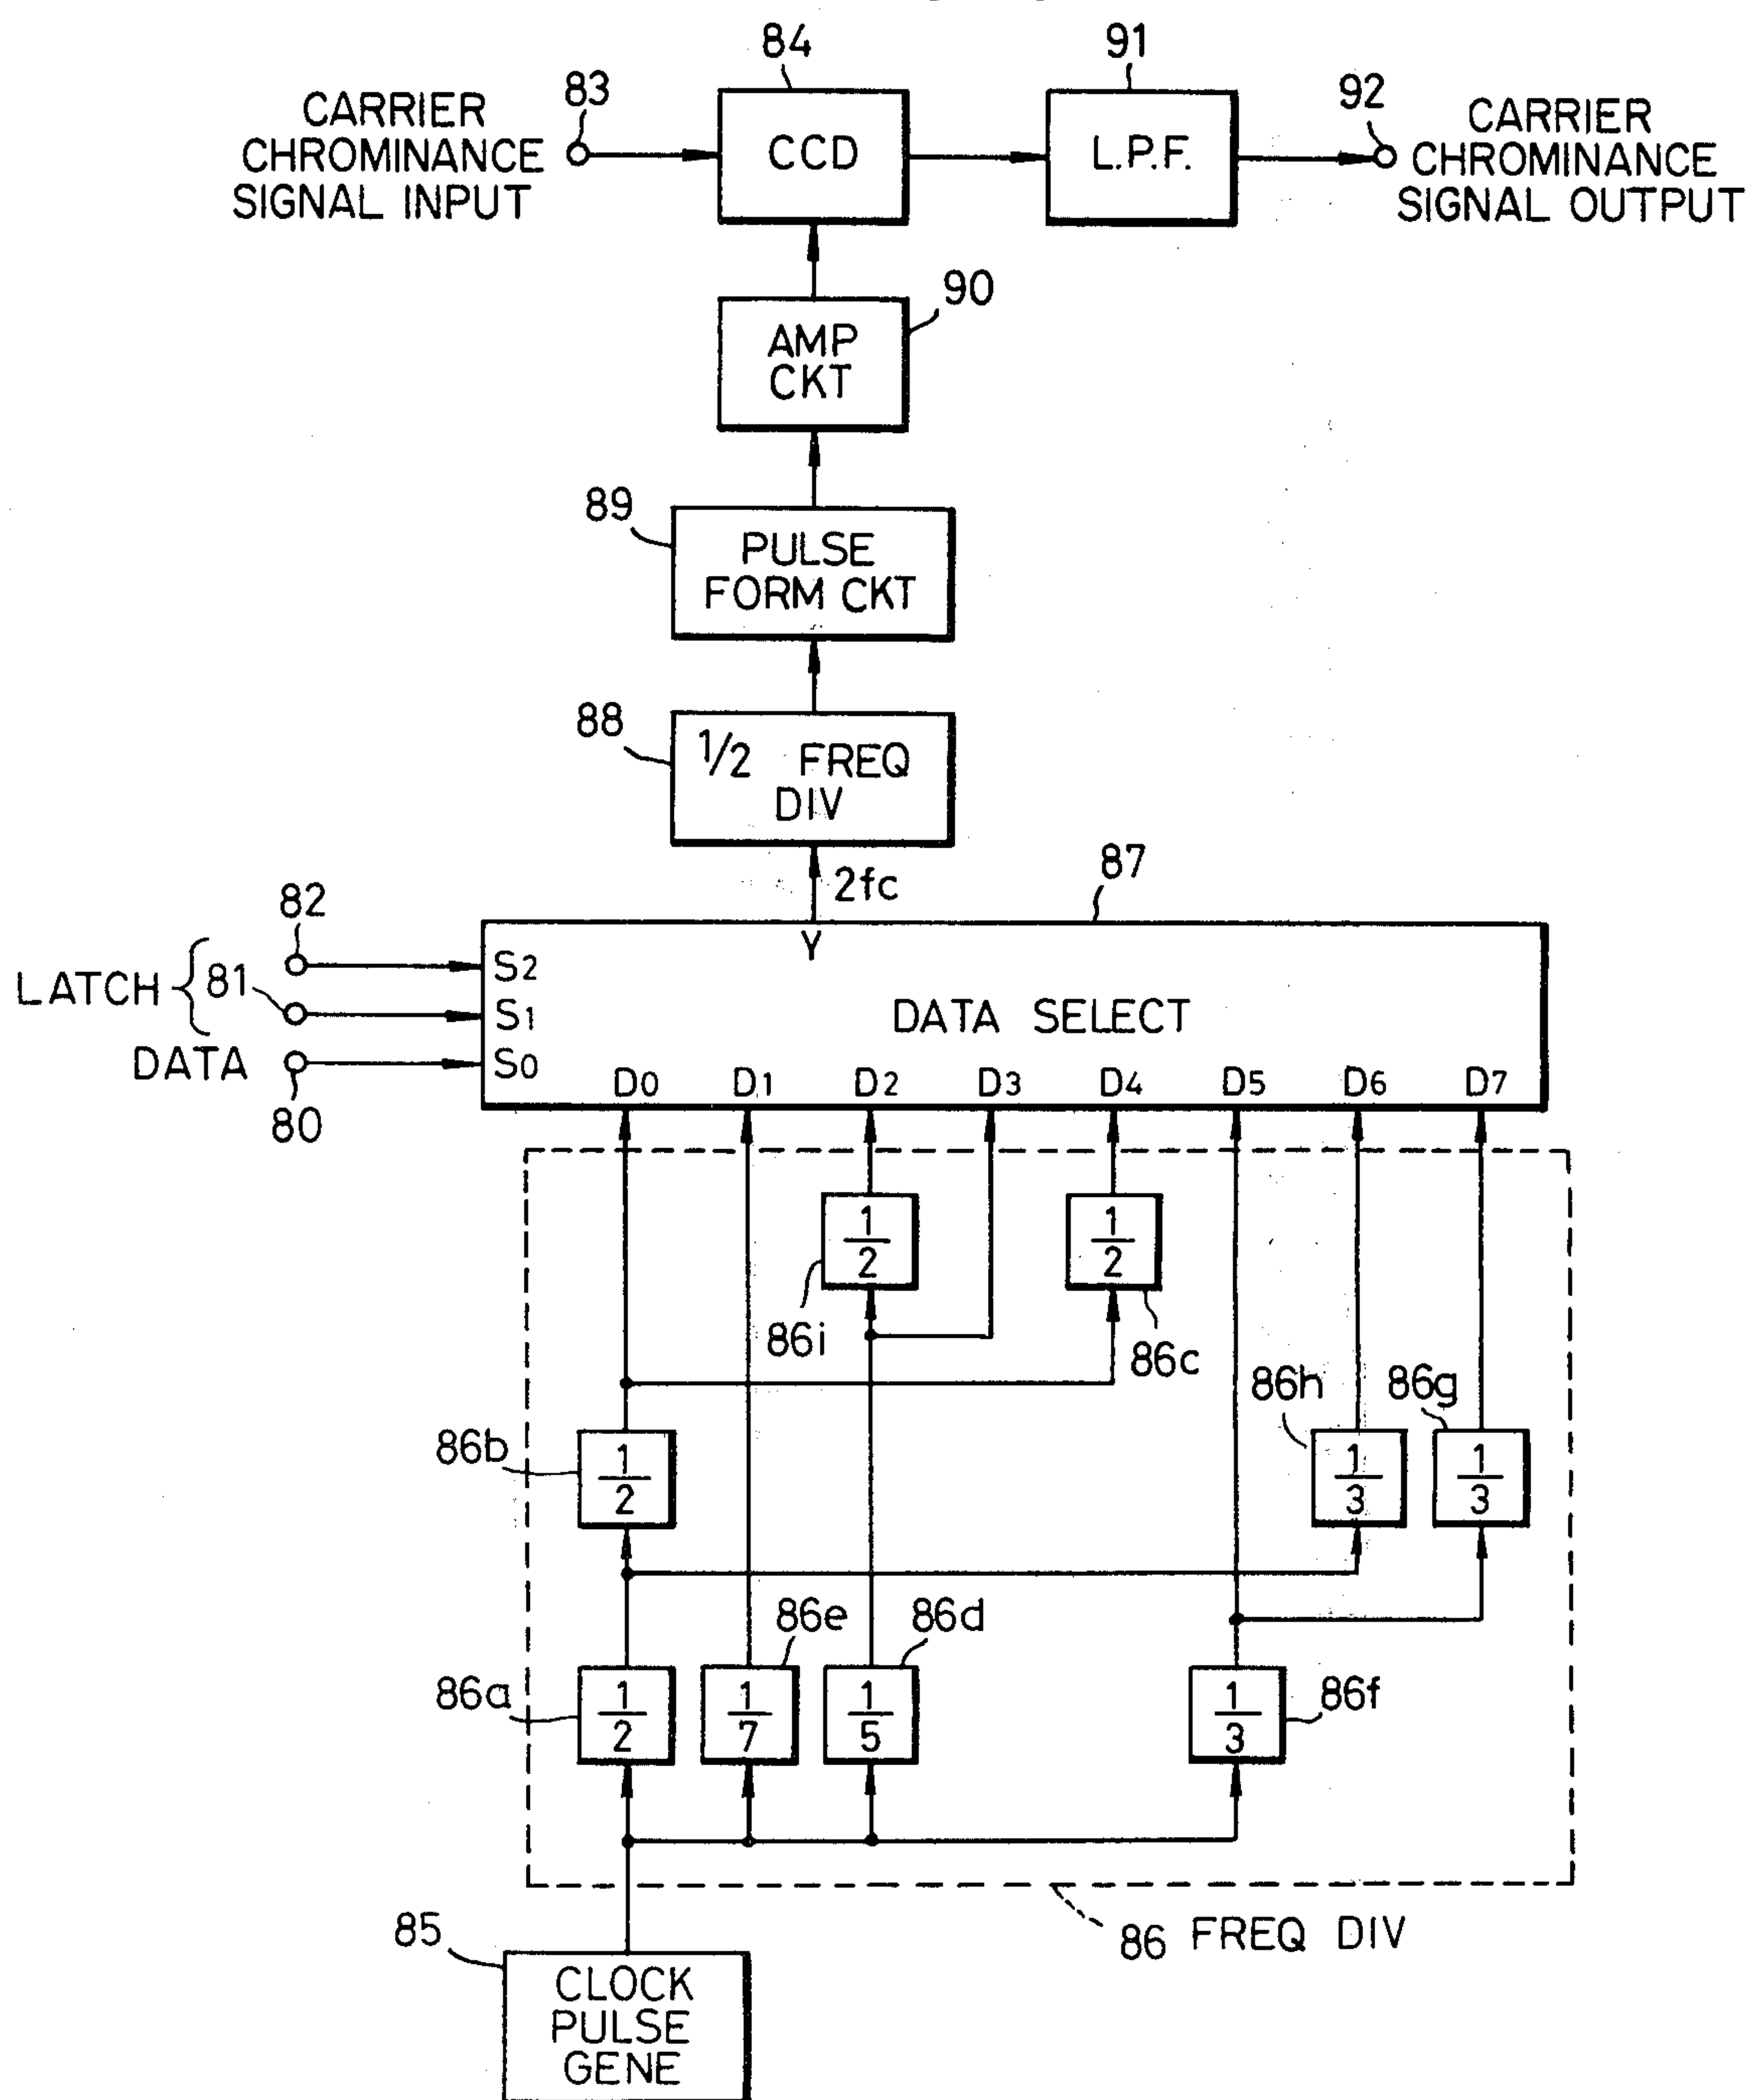 84
91
83
92
CARRIER
CHROMINANCE
SIGNAL INPUT
CCD
L.P.F.
CARRIER
CHROMINANCE
SIGNAL OUTPUT
90
AMP
CKT
89
PULSE
FORM CKT
88
1/2 FREQ
DIV
2fc
87
82
LATCH { 81
DATA
80
S2
S1
S0
Y
DATA SELECT
D0 D1 D2 D3 D4 D5 D6 D7
1/2
86i
1/2
86c
86b
1/2
86h
1/3
86g
1/3
86a
1/2
86e
1/7
86d
1/5
1/3
86f
86 FREQ DIV
85
CLOCK
PULSE
GENE